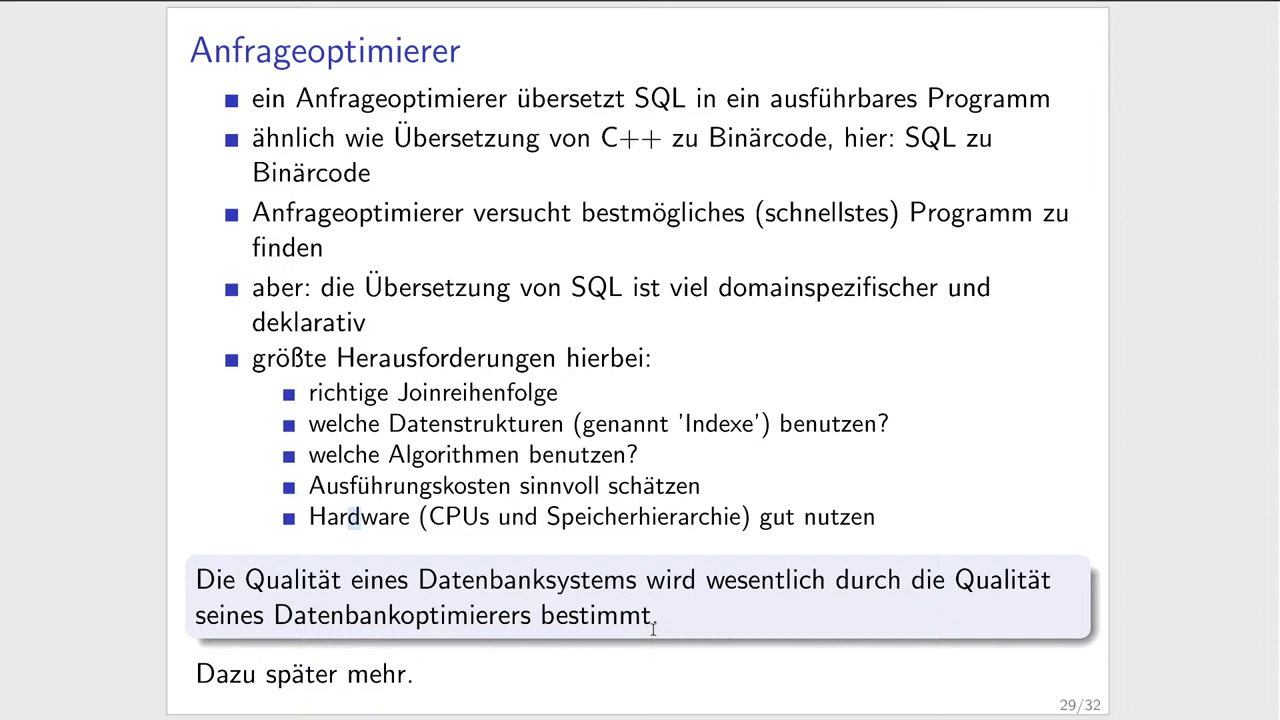 Anfrageoptimierer
ein Anfrageoptimierer übersetzt SQL in ein ausführbares Programm
ähnlich wie Übersetzung von C++ zu Binärcode, hier: SQL zu
Binärcode
Anfrageoptimierer versucht bestmögliches (schnellstes) Programm zu
finden
aber: die Übersetzung von SQL ist viel domainspezifischer und
deklarativ
größte Herausforderungen hierbei:
richtige Joinreihenfolge
welche Datenstrukturen (genannt 'Indexe') benutzen?
welche Algorithmen benutzen?
Ausführungskosten sinnvoll schätzen
Hardware (CPUs und Speicherhierarchie) gut nutzen
Die Qualität eines Datenbanksystems wird wesentlich durch die Qualität
seines Datenbankoptimierers bestimmt.
Dazu später mehr.
29/32